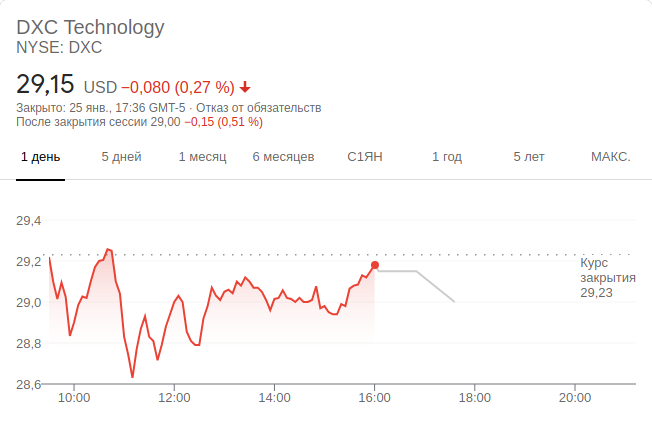 DXC Technology
NYSE: DXC
29,15 USD −0,080 (0,27 %)
Закрыто: 25 янв., 17:36 GMT-5 · Отказ от обязательств
После закрытия сессии 29,00 −0,15 (0,51 %)
1 день 5 дней 1 месяц 6 месяцев С1ЯН 1 год 5 лет МАКС.
29,4
29,2
29,0
28,8
28,6
Курс
закрытия
29,23
10:00 12:00 14:00 16:00 18:00 20:00